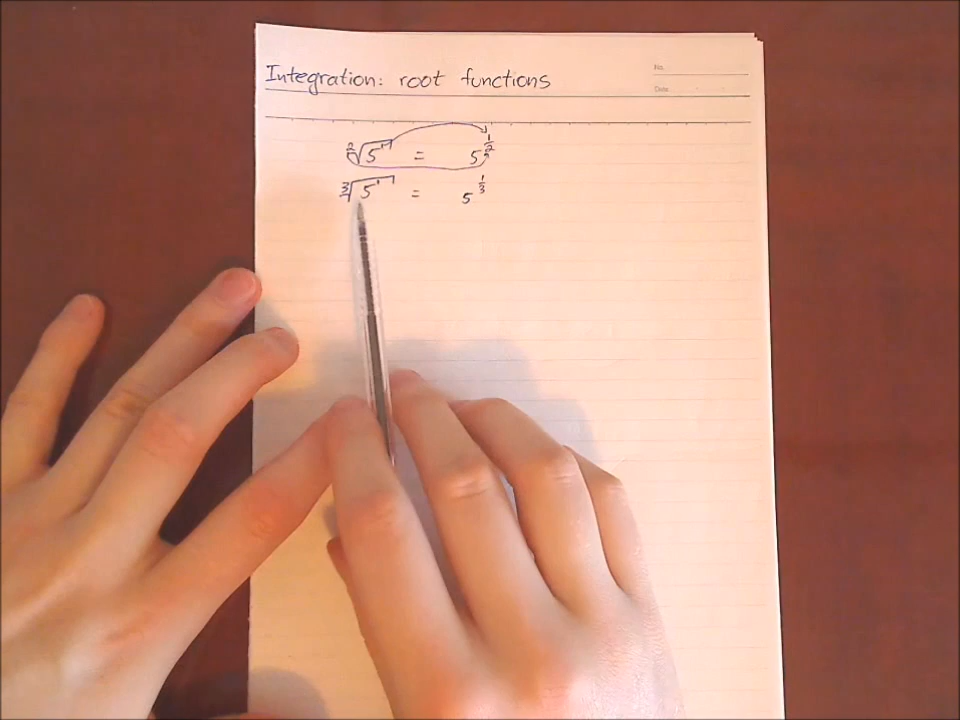 Integration: root functions
No.
Date
²√5¹ = 5^(1/2)
³√5¹ = 5^(1/3)